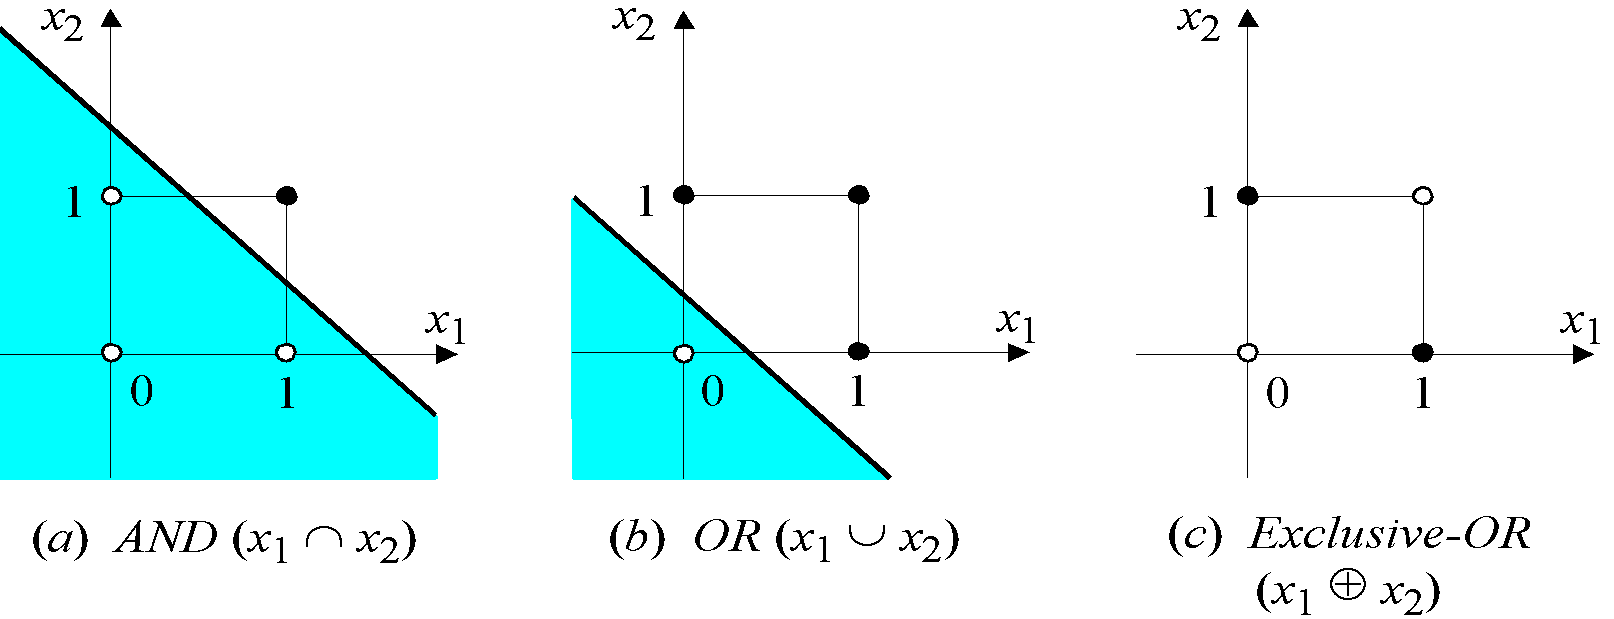 x₂
1
x₁
0
1
(a) AND (x₁ ∩ x₂)
x₂
1
x₁
0
1
(b) OR (x₁ ∪ x₂)
x₂
1
x₁
0
1
(c) Exclusive-OR
(x₁ ⊕ x₂)